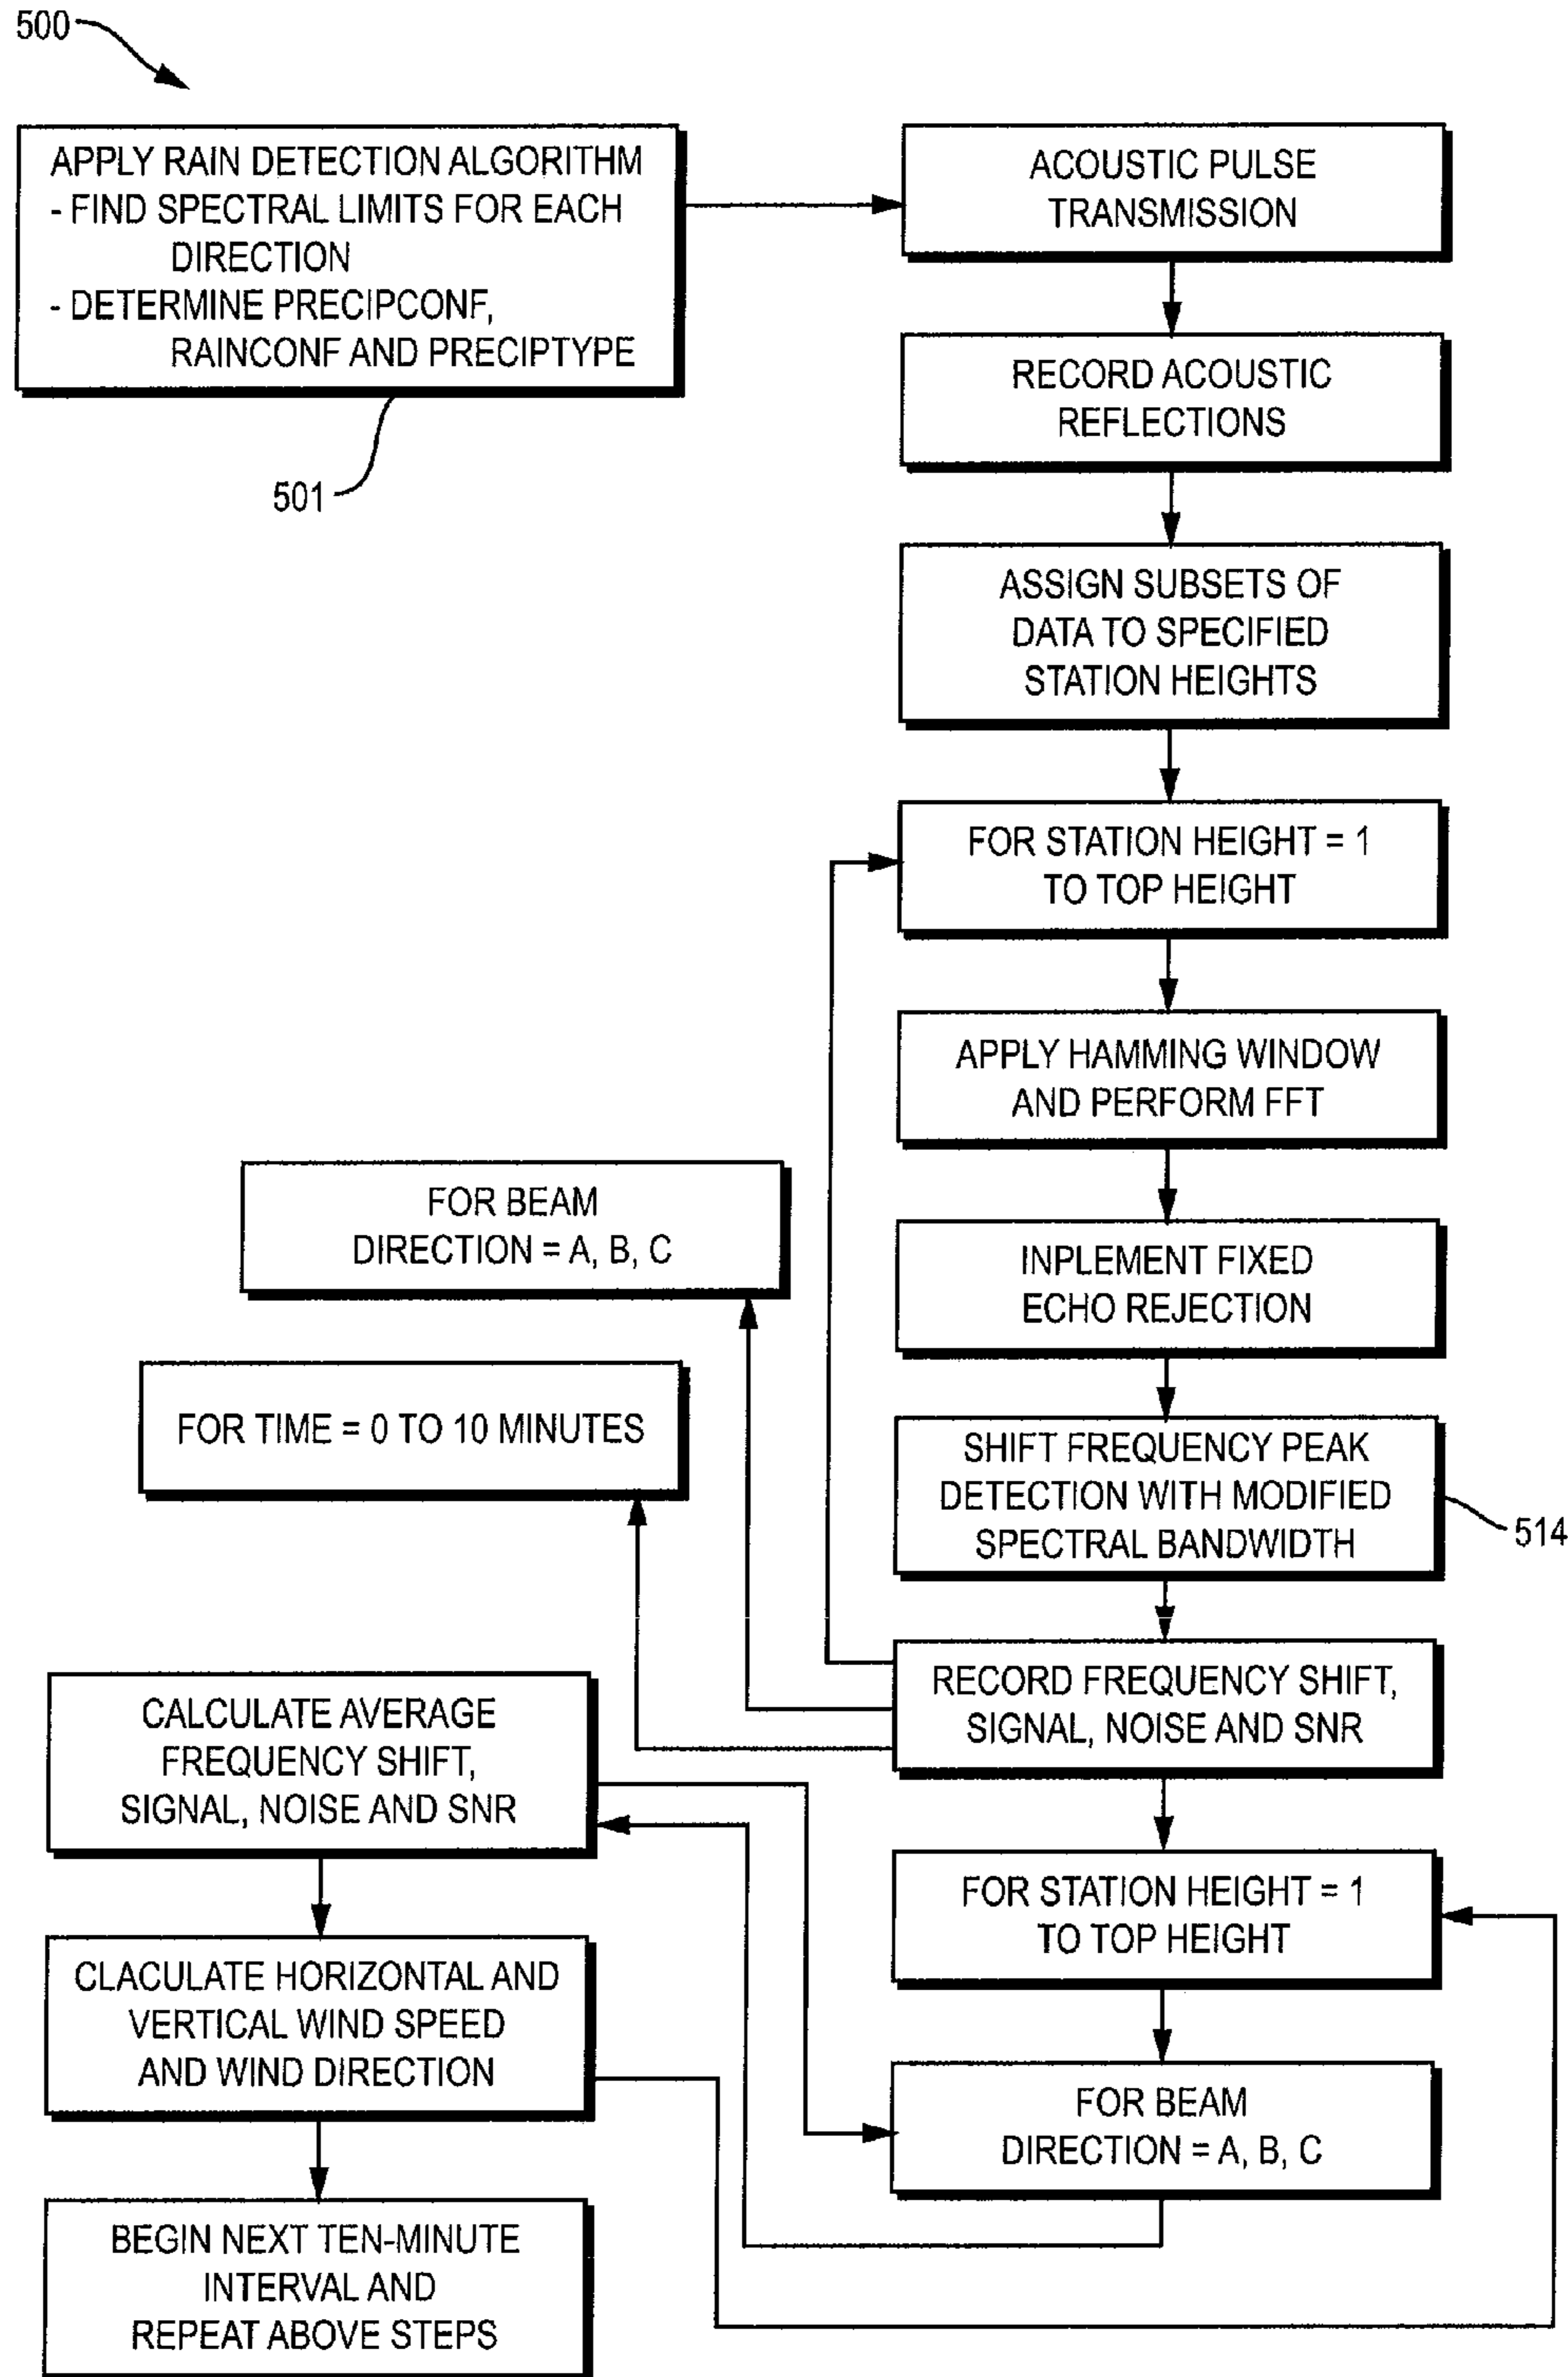 500
APPLY RAIN DETECTION ALGORITHM
- FIND SPECTRAL LIMITS FOR EACH
DIRECTION
- DETERMINE PRECIPCONF,
RAINCONF AND PRECIPTYPE
501
ACOUSTIC PULSE
TRANSMISSION
RECORD ACOUSTIC
REFLECTIONS
ASSIGN SUBSETS OF
DATA TO SPECIFIED
STATION HEIGHTS
FOR STATION HEIGHT = 1
TO TOP HEIGHT
APPLY HAMMING WINDOW
AND PERFORM FFT
INPLEMENT FIXED
ECHO REJECTION
SHIFT FREQUENCY PEAK
DETECTION WITH MODIFIED
SPECTRAL BANDWIDTH
514
RECORD FREQUENCY SHIFT,
SIGNAL, NOISE AND SNR
FOR BEAM
DIRECTION = A, B, C
FOR TIME = 0 TO 10 MINUTES
FOR STATION HEIGHT = 1
TO TOP HEIGHT
FOR BEAM
DIRECTION = A, B, C
CALCULATE AVERAGE
FREQUENCY SHIFT,
SIGNAL, NOISE AND SNR
CLACULATE HORIZONTAL AND
VERTICAL WIND SPEED
AND WIND DIRECTION
BEGIN NEXT TEN-MINUTE
INTERVAL AND
REPEAT ABOVE STEPS